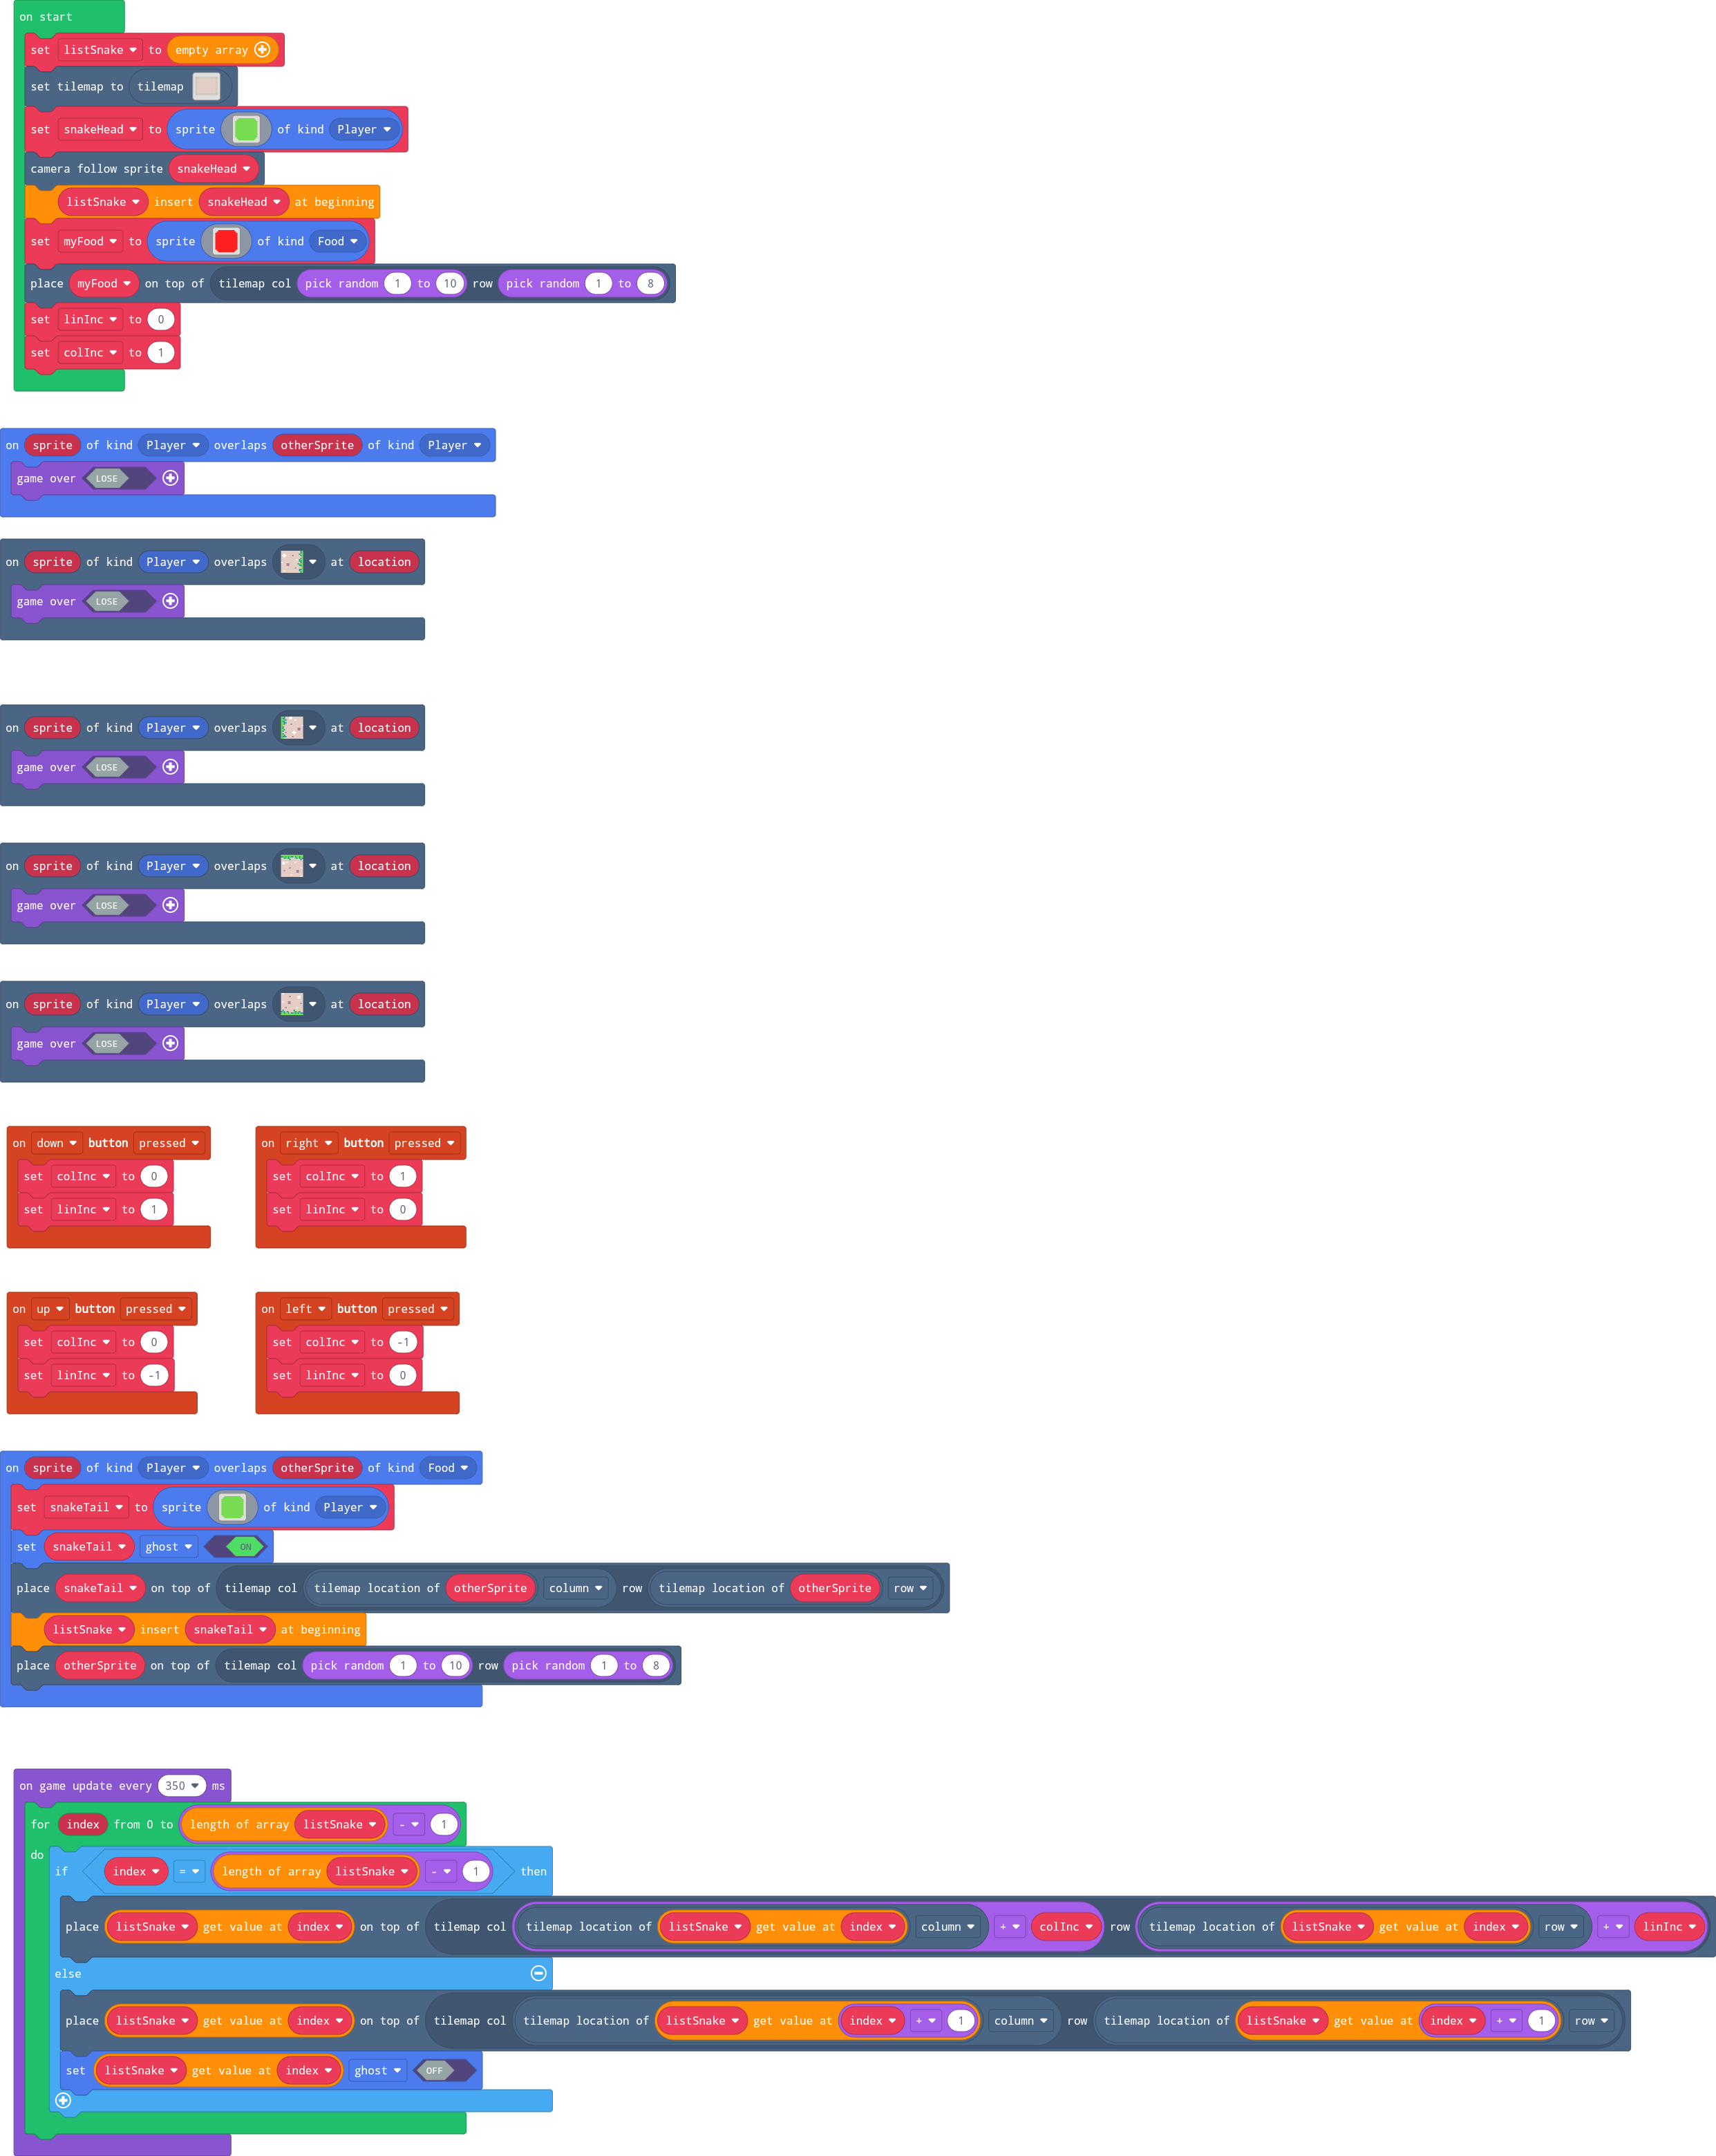 on start
set listSnake to empty array
set tilemap to tilemap
set snakeHead to sprite of kind Player
camera follow sprite snakeHead
listSnake insert snakeHead at beginning
set myFood to sprite of kind Food
place myFood on top of tilemap col pick random 1 to 10 row pick random 1 to 8
set linInc to 0
set colInc to 1
on sprite of kind Player overlaps otherSprite of kind Player
game over LOSE
on sprite of kind Player overlaps at location
game over LOSE
on sprite of kind Player overlaps at location
game over LOSE
on sprite of kind Player overlaps at location
game over LOSE
on sprite of kind Player overlaps at location
game over LOSE
on down button pressed
set colInc to 0
set linInc to 1
on right button pressed
set colInc to 1
set linInc to 0
on up button pressed
set colInc to 0
set linInc to -1
on left button pressed
set colInc to -1
set linInc to 0
on sprite of kind Player overlaps otherSprite of kind Food
set snakeTail to sprite of kind Player
set snakeTail ghost ON
place snakeTail on top of tilemap col tilemap location of otherSprite column row tilemap location of otherSprite row
listSnake insert snakeTail at beginning
place otherSprite on top of tilemap col pick random 1 to 10 row pick random 1 to 8
on game update every 350 ms
for index from 0 to length of array listSnake - 1
do
if index = length of array listSnake - 1 then
place listSnake get value at index on top of tilemap col tilemap location of listSnake get value at index column + colInc row tilemap location of listSnake get value at index row + linInc
else
place listSnake get value at index on top of tilemap col tilemap location of listSnake get value at index + 1 column row tilemap location of listSnake get value at index + 1 row
set listSnake get value at index ghost OFF